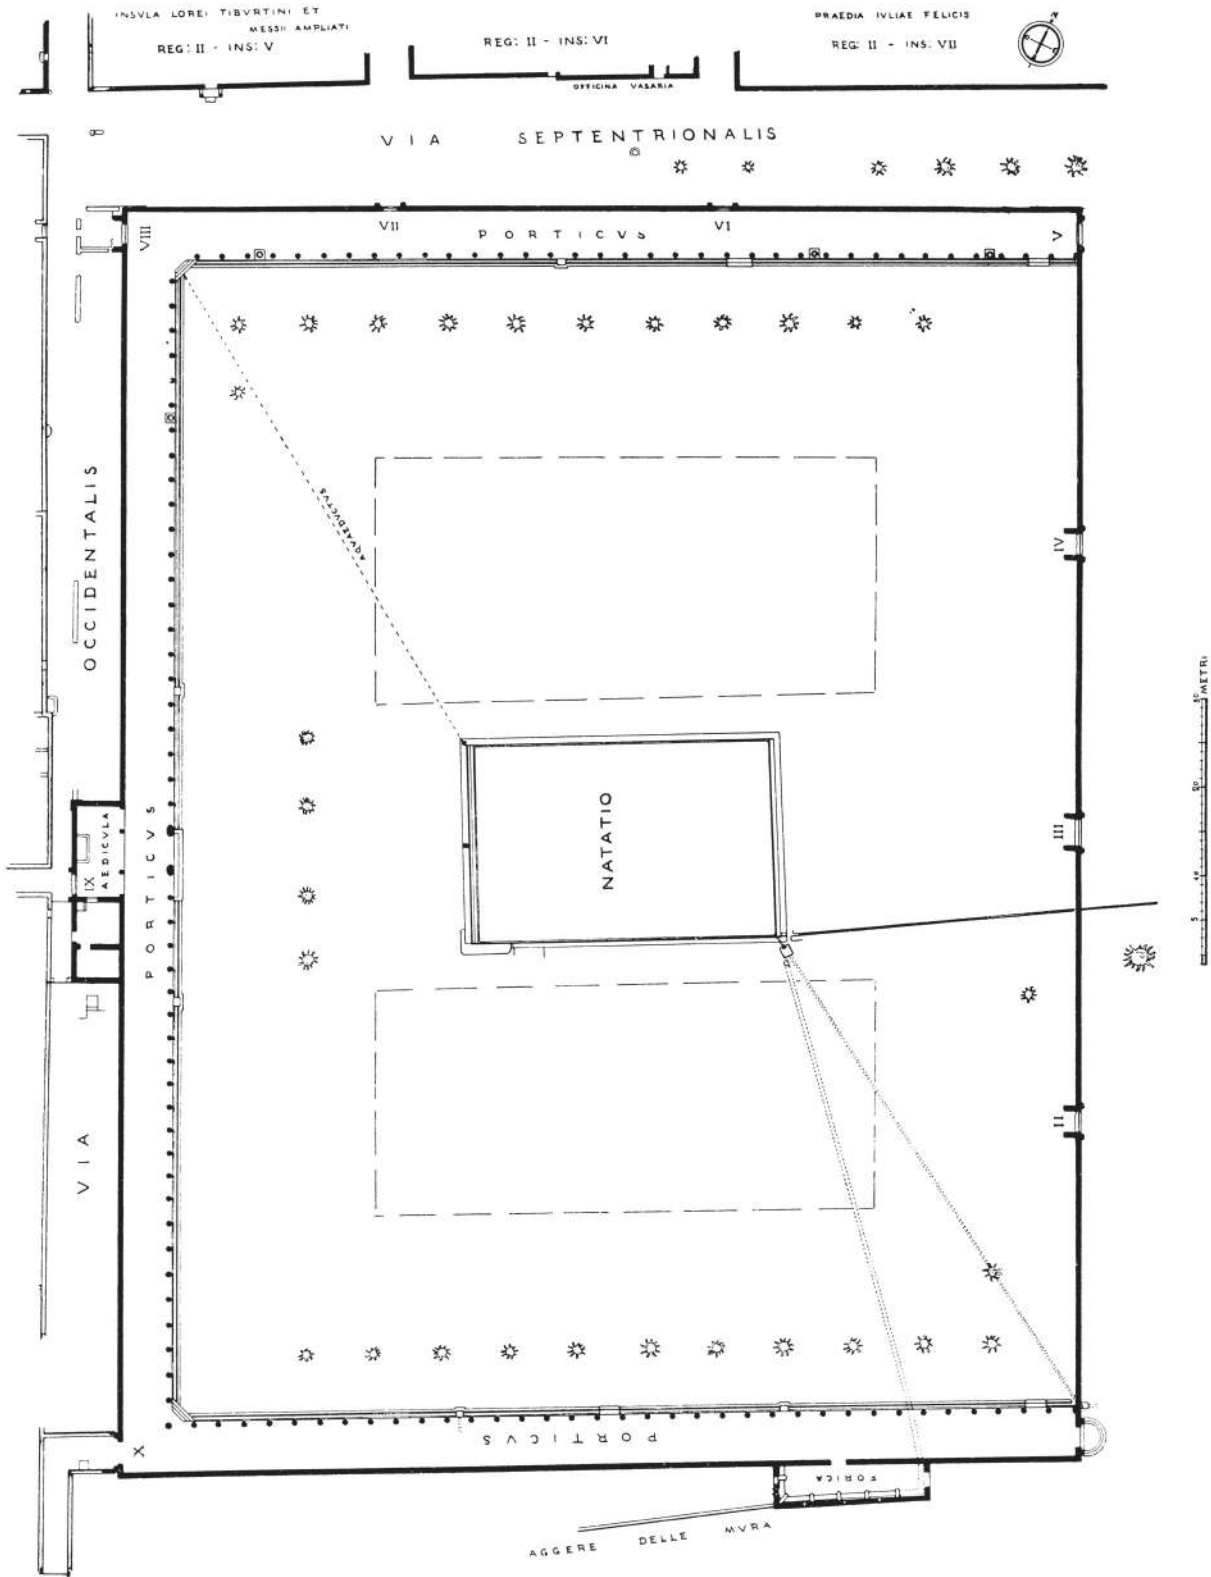 INSVLA LOREI TIBVRTINI ET
MESSII AMPLIATI
REG: II - INS: V
REG: II - INS: VI
OFFICINA VASARIA
PRAEDIA IVLIAE FELICIS
REG: II - INS: VII
N
VIA SEPTENTRIONALIS
VIII
VII
PORTICVS
VI
V
AQVAEDVCTVS
OCCIDENTALIS
IV
METRI
NATATIO
III
PORTICVS
AEDICVLA
IX
5
II
VIA
X
PORTICVS
FORICA
AGGERE DELLE MVRA